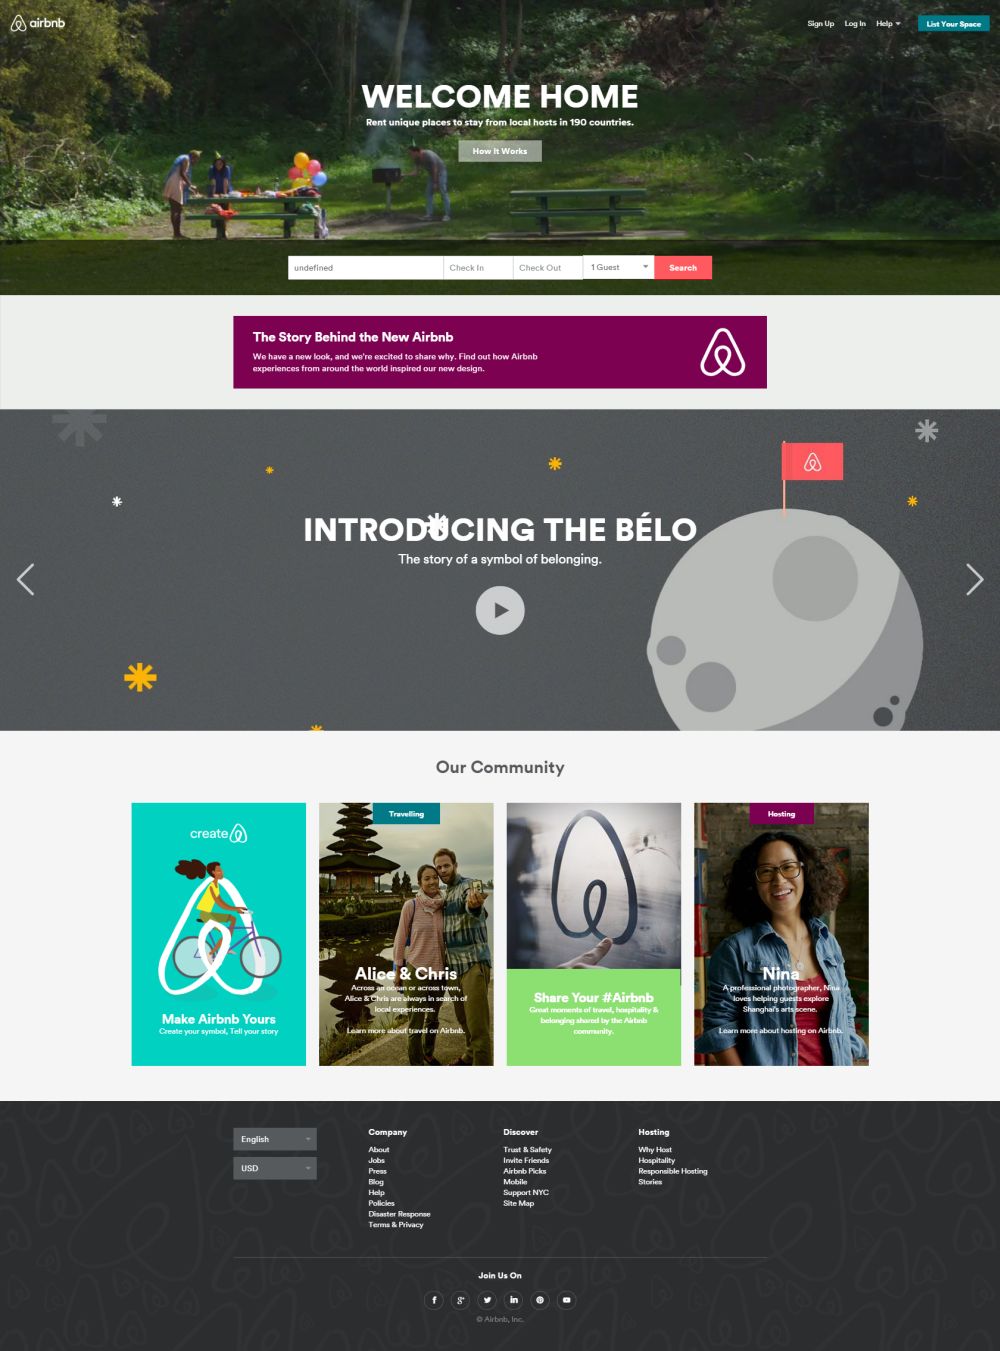 airbnb
Sign Up
Log In
Help
List Your Space
WELCOME HOME
Rent unique places to stay from local hosts in 190 countries.
How It Works
undefined
Check In
Check Out
1 Guest
Search
The Story Behind the New Airbnb
We have a new look, and we're excited to share why. Find out how Airbnb
experiences from around the world inspired our new design.
INTRODUCING THE BÉLO
The story of a symbol of belonging.
Our Community
create
Make Airbnb Yours
Create your symbol, Tell your story
Travelling
Alice & Chris
Across an ocean or across town,
Alice & Chris are always in search of
local experiences.
Learn more about travel on Airbnb.
Share Your #Airbnb
Great moments of travel, hospitality &
belonging shared by the Airbnb
community.
Hosting
Nina
A professional photographer, Nina
loves helping guests explore
Shanghai's arts scene.
Learn more about hosting on Airbnb.
English
USD
Company
About
Jobs
Press
Blog
Help
Policies
Disaster Response
Terms & Privacy
Discover
Trust & Safety
Invite Friends
Airbnb Picks
Mobile
Support NYC
Site Map
Hosting
Why Host
Hospitality
Responsible Hosting
Stories
Join Us On
© Airbnb, Inc.